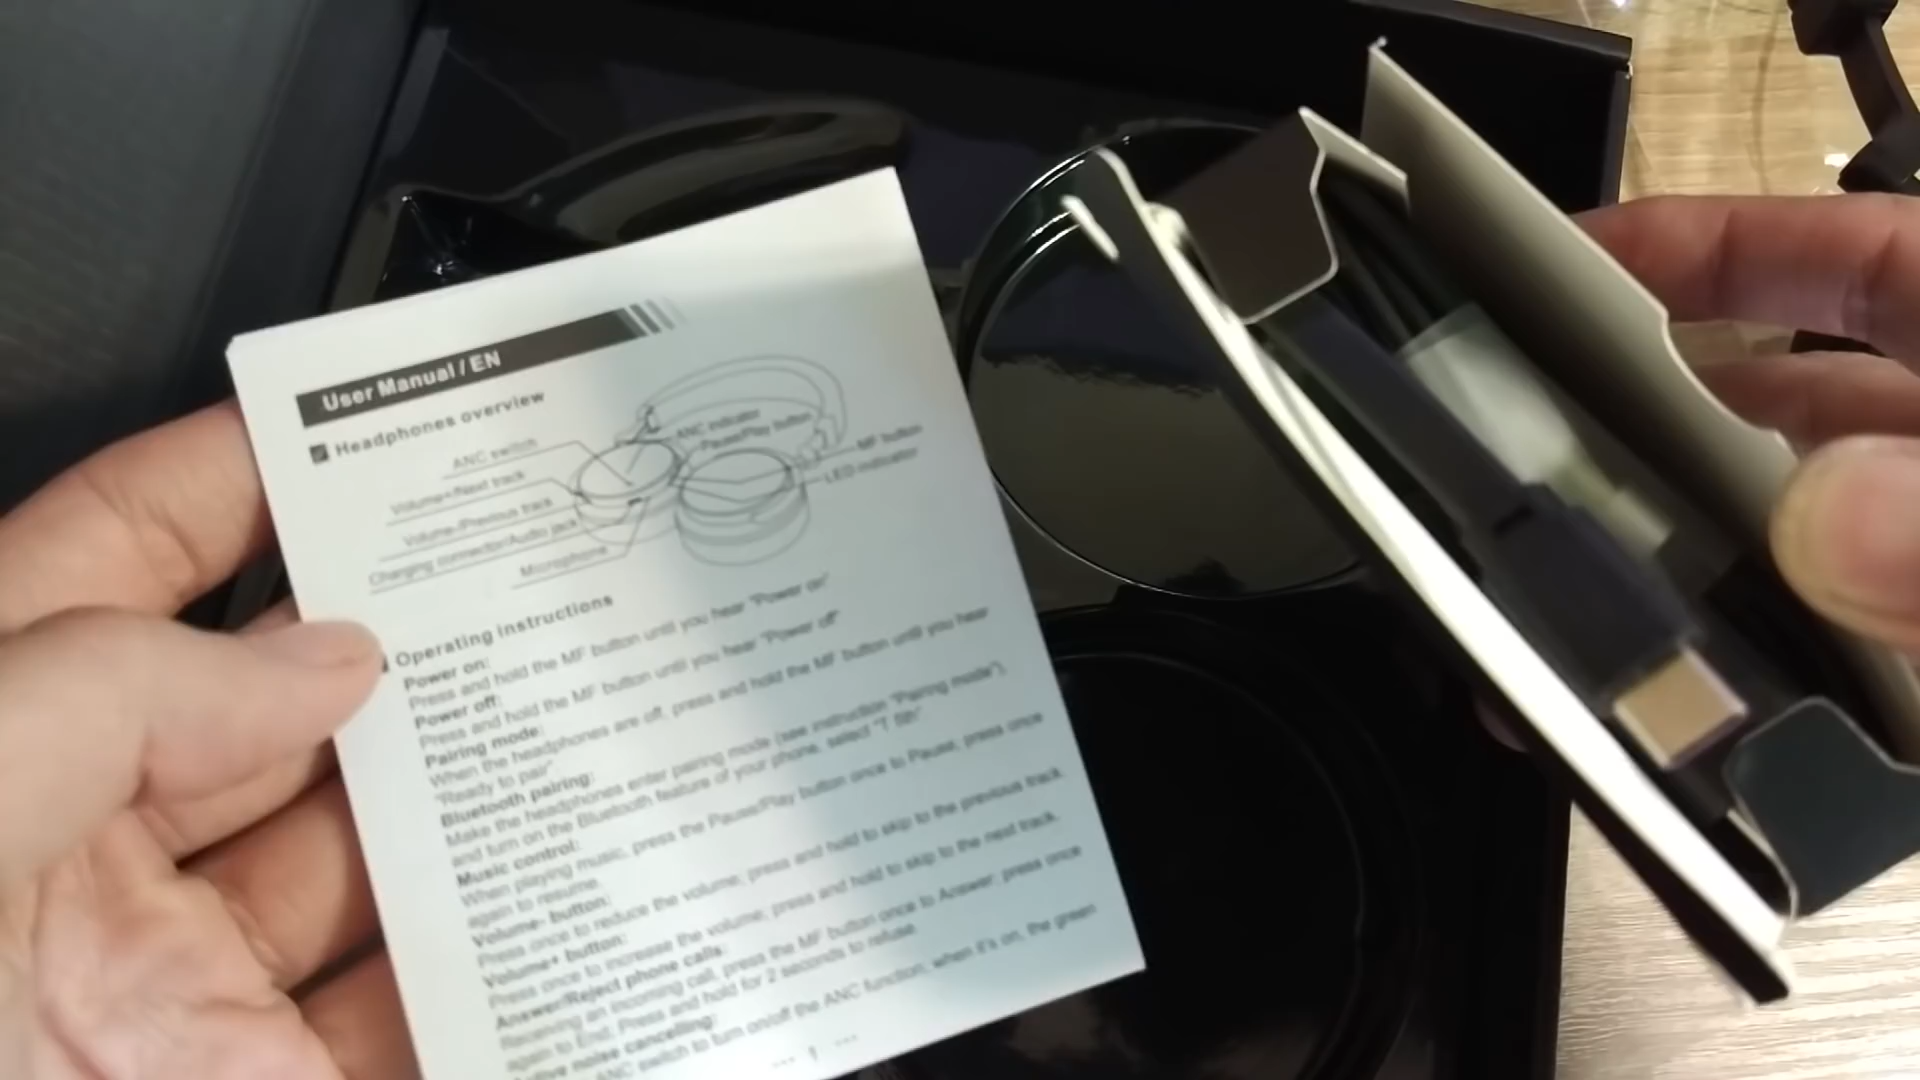 User Manual / EN
Headphones overview
ANC indicator
Pause/Play button
MF button
LED indicator
ANC switch
Volume+/Next track
Volume-/Previous track
Charging connector/Audio jack
Microphone
Operating instructions
Power on:
Press and hold the MF button until you hear "Power on"
Power off:
Press and hold the MF button until you hear "Power off"
Pairing mode:
When the headphones are off, press and hold the MF button until you hear
"Ready to pair"
Bluetooth pairing:
Make the headphones enter pairing mode (see instruction "Pairing mode"),
and turn on the Bluetooth feature of your phone, select "T
Music control:
When playing music, press the Pause/Play button once to Pause; press once
again to resume.
Volume- button:
Press once to reduce the volume; press and hold to skip to the previous track.
Volume+ button:
Press once to increase the volume; press and hold to skip to the next track.
Answer/Reject phone calls:
Receiving an incoming call, press the MF button once to Answer; press once
again to End; Press and hold for 2 seconds to refuse.
Active noise cancelling:
ANC switch to turn on/off the ANC function, when it's on, the green
--- 1 ---